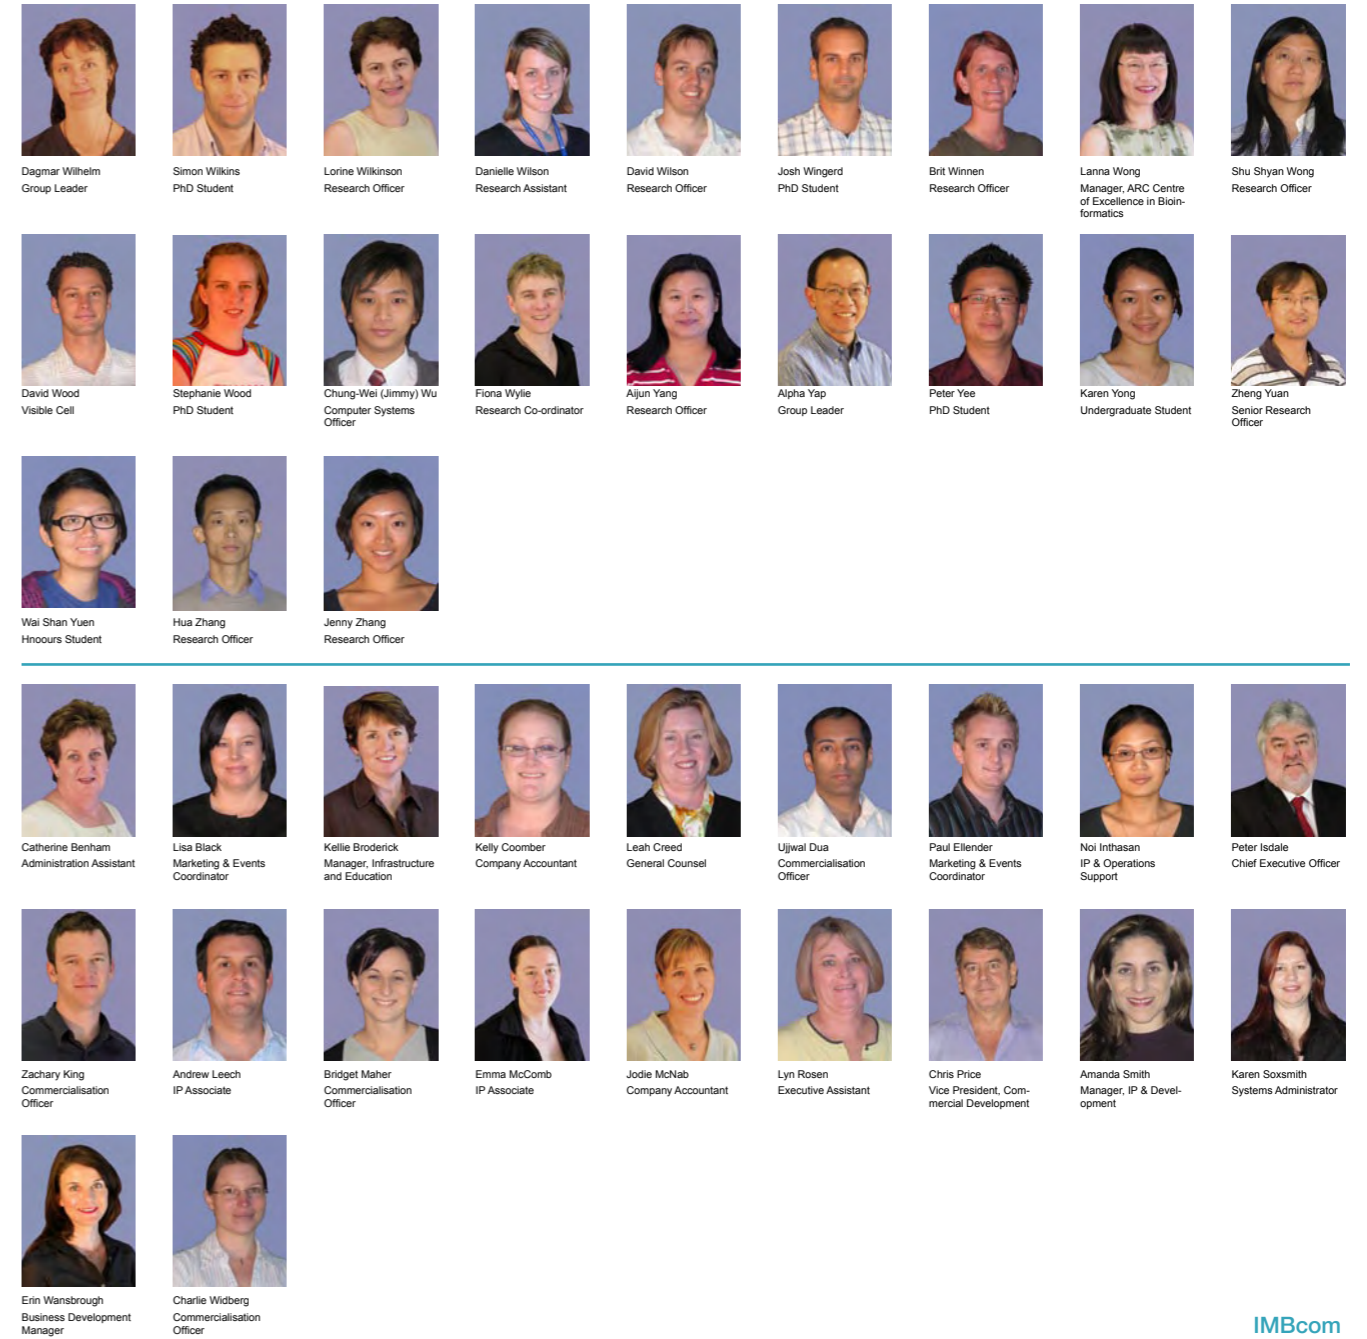 Dagmar Wilhelm
Group Leader
Simon Wilkins
PhD Student
Lorine Wilkinson
Research Officer
Danielle Wilson
Research Assistant
David Wilson
Research Officer
Josh Wingerd
PhD Student
Brit Winnen
Research Officer
Lanna Wong
Manager, ARC Centre
of Excellence in Bioin-
formatics
Shu Shyan Wong
Research Officer
David Wood
Visible Cell
Stephanie Wood
PhD Student
Chung-Wei (Jimmy) Wu
Computer Systems
Officer
Fiona Wylie
Research Co-ordinator
Aijun Yang
Research Officer
Alpha Yap
Group Leader
Peter Yee
PhD Student
Karen Yong
Undergraduate Student
Zheng Yuan
Senior Research
Officer
Wai Shan Yuen
Hnoours Student
Hua Zhang
Research Officer
Jenny Zhang
Research Officer
Catherine Benham
Administration Assistant
Lisa Black
Marketing & Events
Coordinator
Kellie Broderick
Manager, Infrastructure
and Education
Kelly Coomber
Company Accountant
Leah Creed
General Counsel
Ujjwal Dua
Commercialisation
Officer
Paul Ellender
Marketing & Events
Coordinator
Noi Inthasan
IP & Operations
Support
Peter Isdale
Chief Executive Officer
Zachary King
Commercialisation
Officer
Andrew Leech
IP Associate
Bridget Maher
Commercialisation
Officer
Emma McComb
IP Associate
Jodie McNab
Company Accountant
Lyn Rosen
Executive Assistant
Chris Price
Vice President, Com-
mercial Development
Amanda Smith
Manager, IP & Devel-
opment
Karen Soxsmith
Systems Administrator
Erin Wansbrough
Business Development
Manager
Charlie Widberg
Commercialisation
Officer
IMBcom